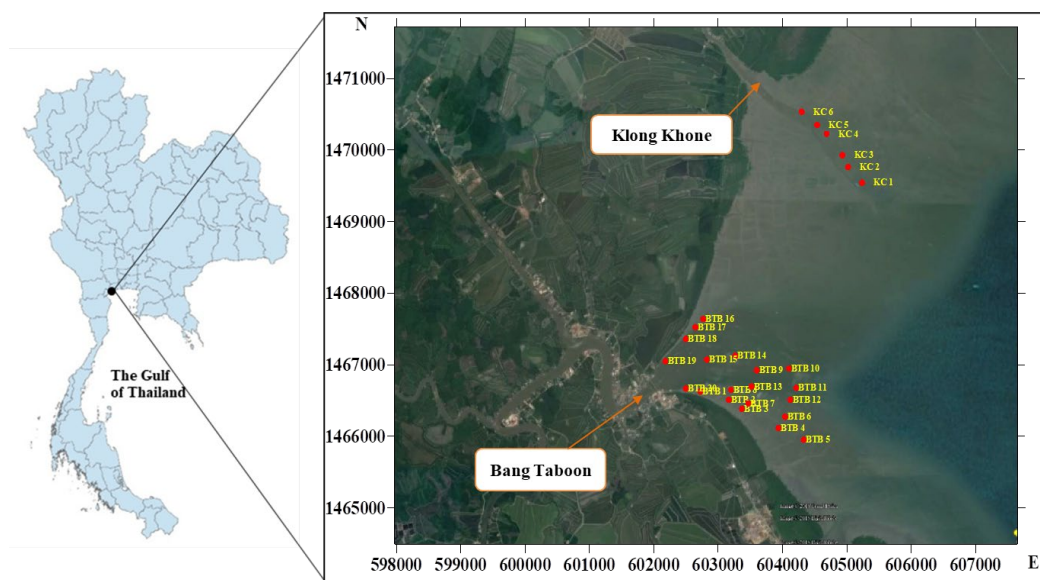 N
1471000
1470000
1469000
1468000
1467000
1466000
1465000
598000 599000 600000 601000 602000 603000 604000 605000 606000 607000 E
Klong Khone
KC 6
KC 5
KC 4
KC 3
KC 2
KC 1
The Gulf
of Thailand
BTB 16
BTB 17
BTB 18
BTB 14
BTB 15
BTB 19
BTB 10
BTB 9
BTB 13
BTB 11
BTB 20
BTB 1
BTB 8
BTB 2
BTB 7
BTB 12
BTB 3
BTB 6
BTB 4
BTB 5
Bang Taboon